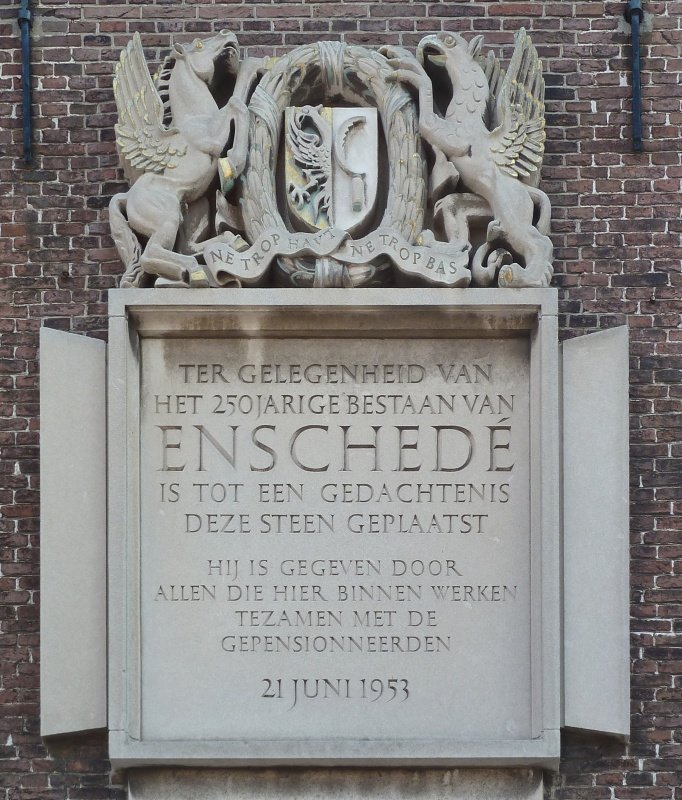 NE TROP HAUT NE TROP BAS
TER GELEGENHEID VAN
HET 250JARIGE BESTAAN VAN
ENSCHEDÉ
IS TOT EEN GEDACHTENIS
DEZE STEEN GEPLAATST
HIJ IS GEGEVEN DOOR
ALLEN DIE HIER BINNEN WERKEN
TEZAMEN MET DE
GEPENSIONNEERDEN
21 JUNI 1953